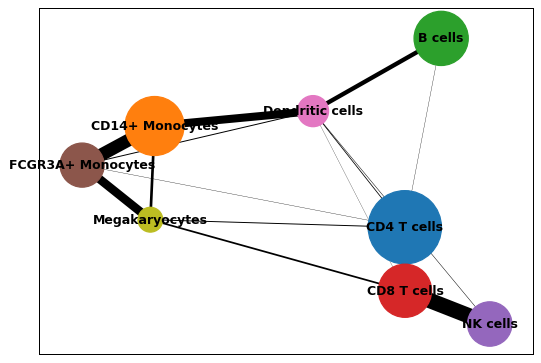 B cells
Dendritic cells
CD14+ Monocytes
FCGR3A+ Monocytes
Megakaryocytes
CD4 T cells
CD8 T cells
NK cells